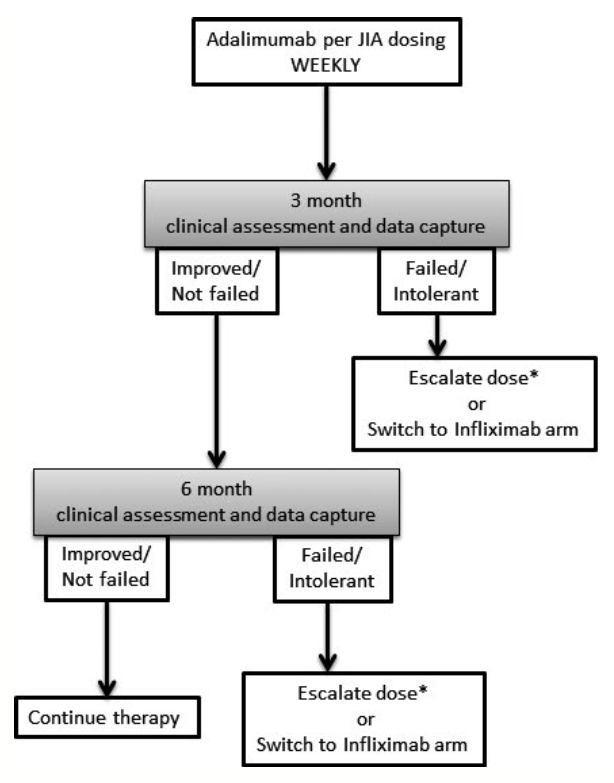 Adalimumab per JIA dosing
WEEKLY
3 month
clinical assessment and data capture
Improved/
Not failed
Failed/
Intolerant
Escalate dose*
or
Switch to Infliximab arm
6 month
clinical assessment and data capture
Improved/
Not failed
Failed/
Intolerant
Continue therapy
Escalate dose*
or
Switch to Infliximab arm